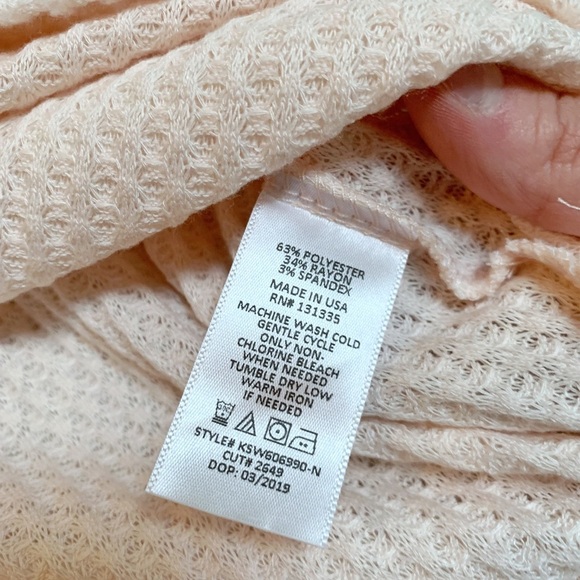 63% POLYESTER
34% RAYON
3% SPANDEX
MADE IN USA
RN# 131335
MACHINE WASH COLD
GENTLE CYCLE
ONLY NON-
CHLORINE BLEACH
WHEN NEEDED
TUMBLE DRY LOW
WARM IRON
IF NEEDED
STYLE# KSW606990-N
CUT# 2649
DOP: 03/2019